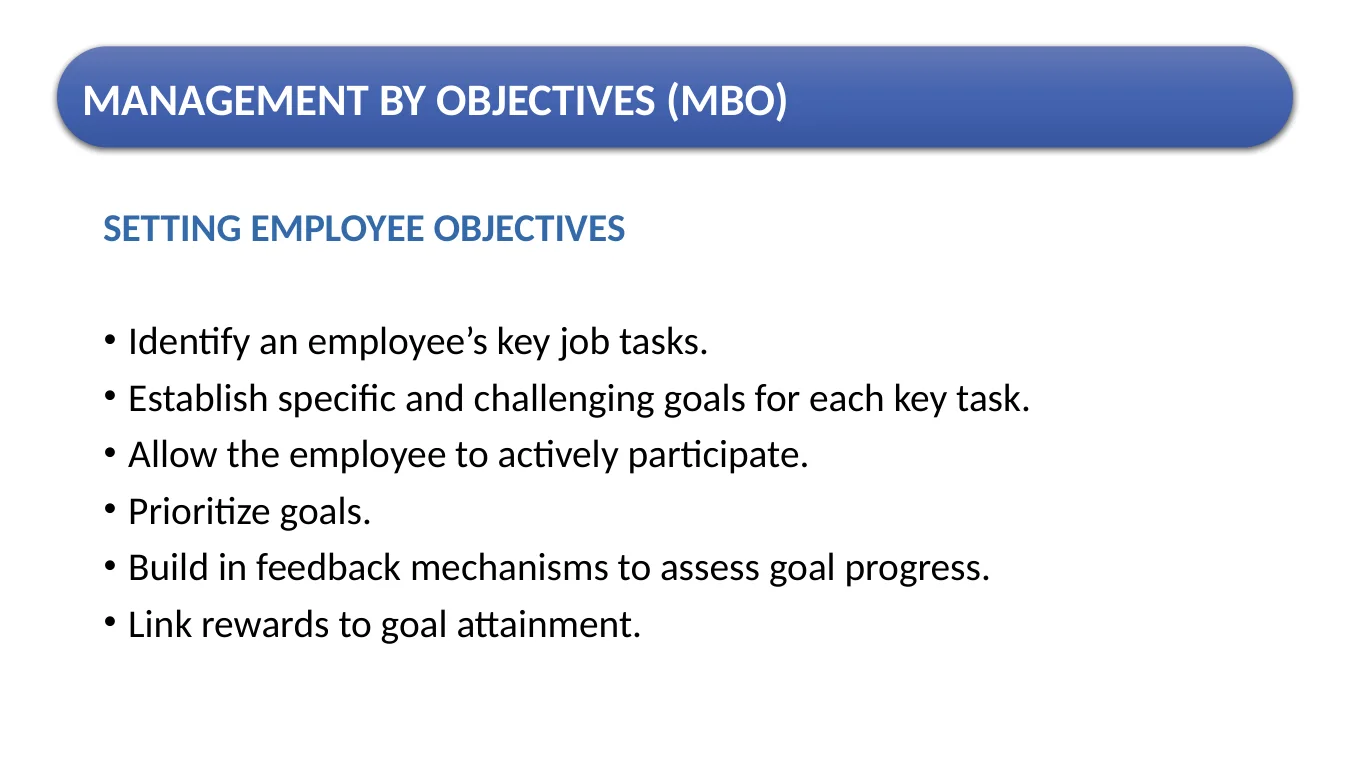 MANAGEMENT BY OBJECTIVES (MBO)
SETTING EMPLOYEE OBJECTIVES
• Identify an employee’s key job tasks.
• Establish specific and challenging goals for each key task.
• Allow the employee to actively participate.
• Prioritize goals.
• Build in feedback mechanisms to assess goal progress.
• Link rewards to goal attainment.